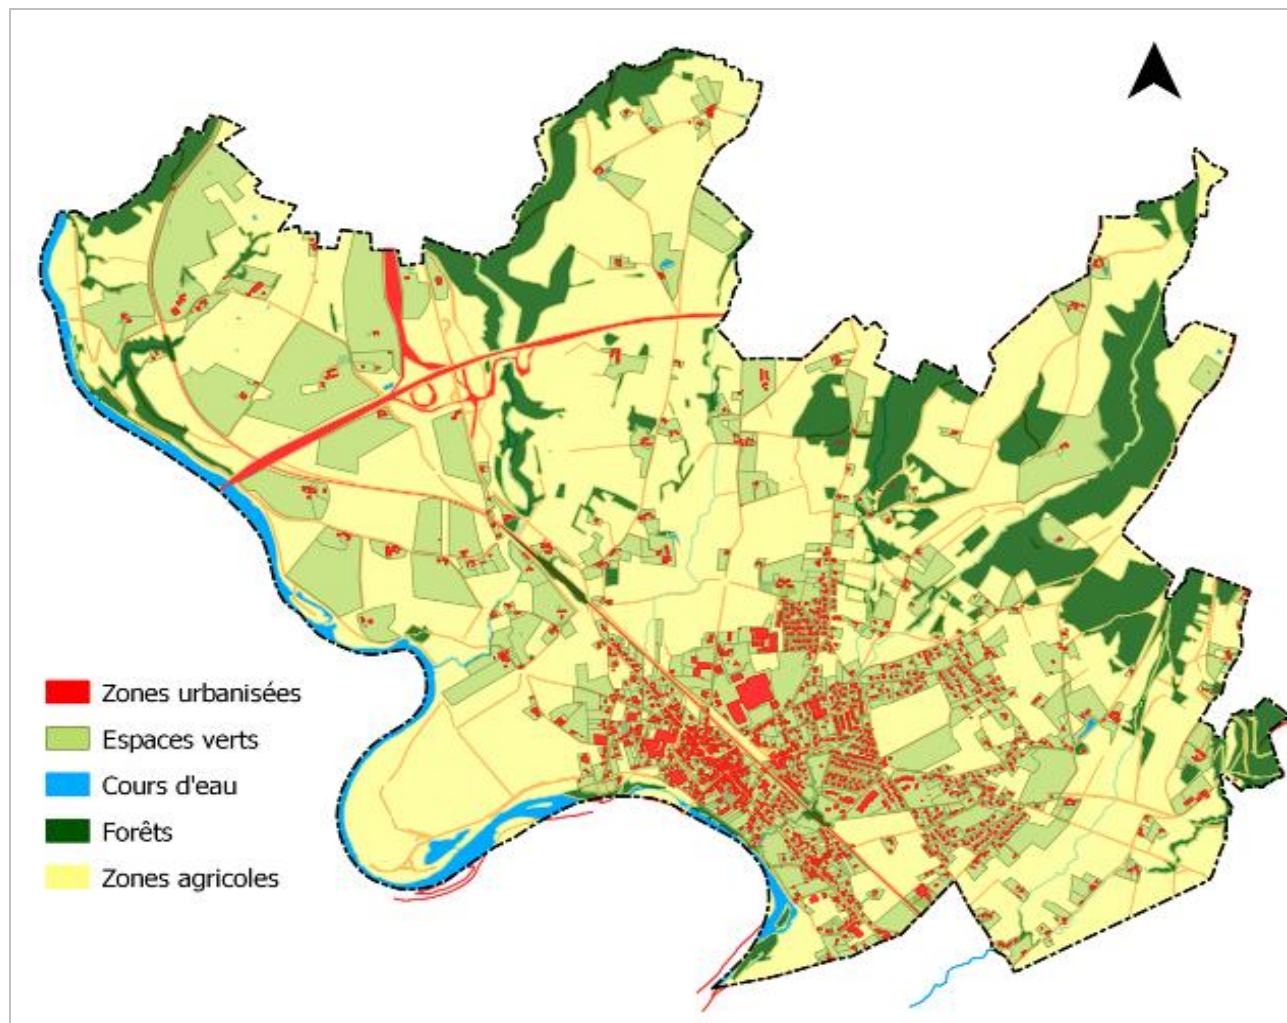 Zones urbanisées
Espaces verts
Cours d'eau
Forêts
Zones agricoles